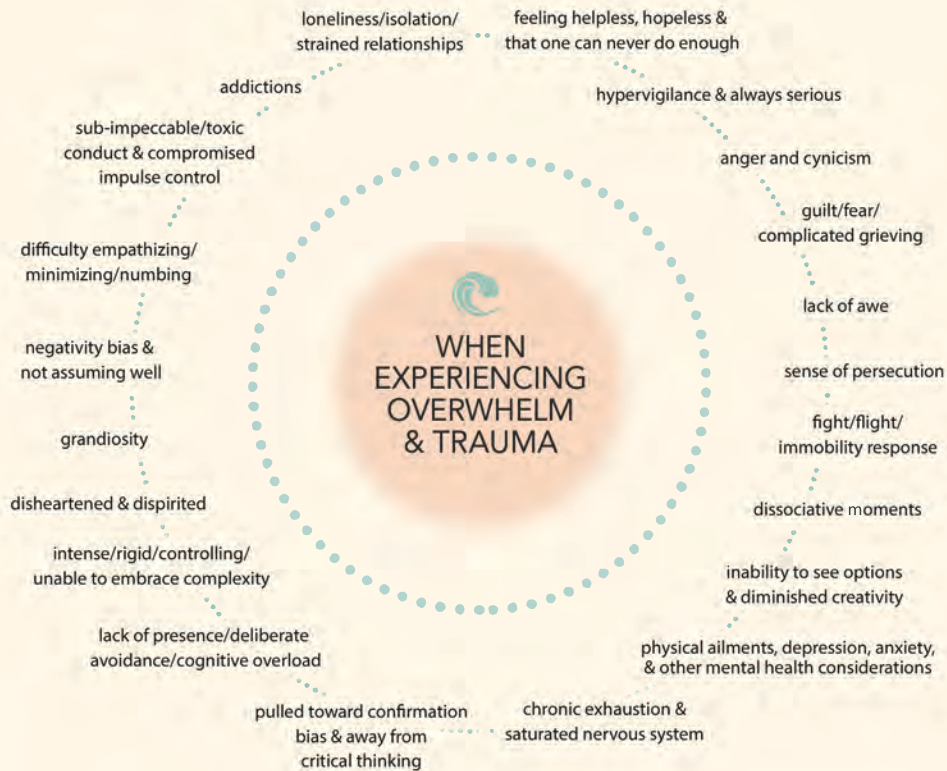 WHEN
EXPERIENCING
OVERWHELM
& TRAUMA
feeling helpless, hopeless &
that one can never do enough
hypervigilance & always serious
anger and cynicism
guilt/fear/
complicated grieving
lack of awe
sense of persecution
fight/flight/
immobility response
dissociative moments
inability to see options
& diminished creativity
physical ailments, depression, anxiety,
& other mental health considerations
chronic exhaustion &
saturated nervous system
pulled toward confirmation
bias & away from
critical thinking
lack of presence/deliberate
avoidance/cognitive overload
intense/rigid/controlling/
unable to embrace complexity
disheartened & dispirited
grandiosity
negativity bias &
not assuming well
difficulty empathizing/
minimizing/numbing
sub-impeccable/toxic
conduct & compromised
impulse control
addictions
loneliness/isolation/
strained relationships